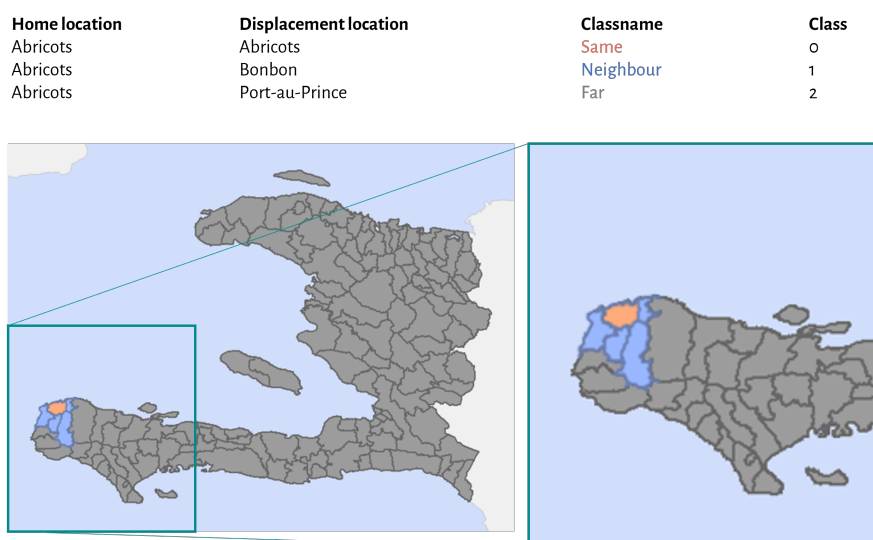 Home location Displacement location Classname Class
Abricots Abricots Same 0
Abricots Bonbon Neighbour 1
Abricots Port-au-Prince Far 2